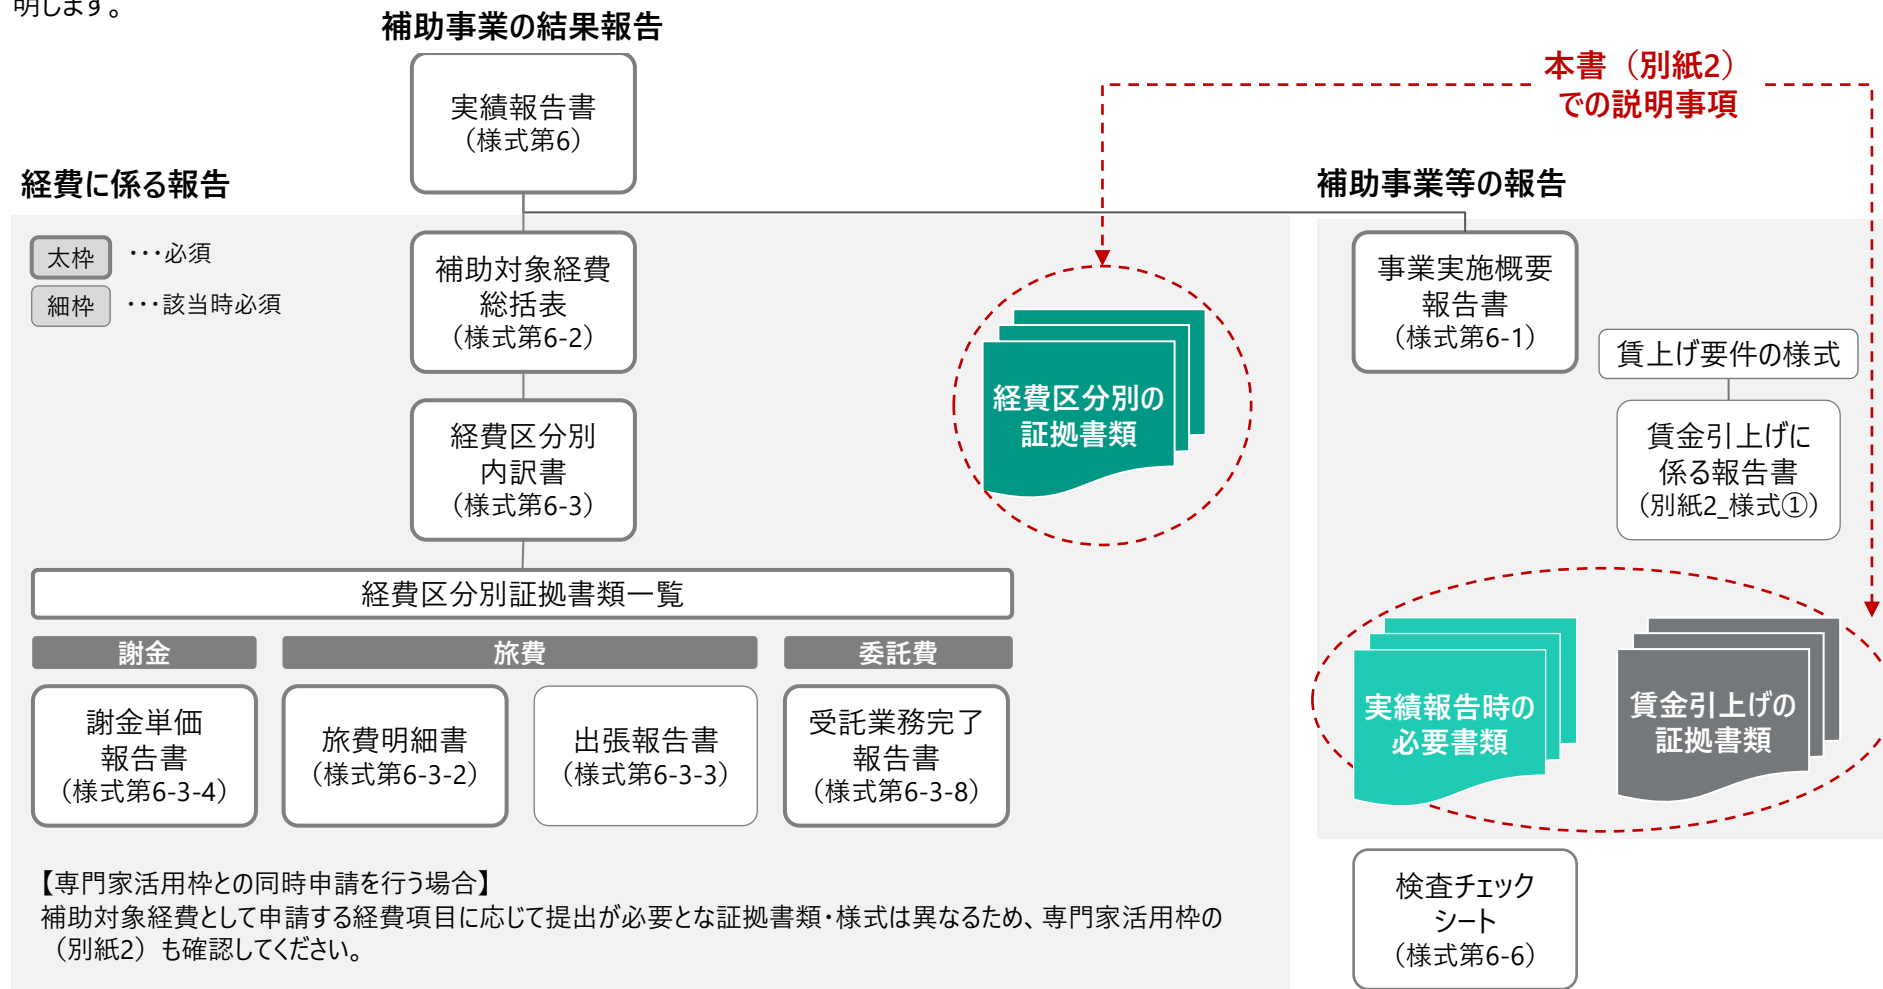 明します。
補助事業の結果報告
実績報告書
（様式第6）
本書（別紙2）
での説明事項
経費に係る報告
太枠 ･･･必須
細枠 ･･･該当時必須
補助対象経費
総括表
（様式第6-2）
経費区分別
内訳書
（様式第6-3）
経費区分別の
証拠書類
経費区分別証拠書類一覧
謝金
旅費
委託費
謝金単価
報告書
（様式第6-3-4）
旅費明細書
（様式第6-3-2）
出張報告書
（様式第6-3-3）
受託業務完了
報告書
（様式第6-3-8）
【専門家活用枠との同時申請を行う場合】
補助対象経費として申請する経費項目に応じて提出が必要とな証拠書類・様式は異なるため、専門家活用枠の
（別紙2）も確認してください。
補助事業等の報告
事業実施概要
報告書
（様式第6-1）
賃上げ要件の様式
賃金引上げに
係る報告書
（別紙2_様式①）
実績報告時の
必要書類
賃金引上げの
証拠書類
検査チェック
シート
（様式第6-6）